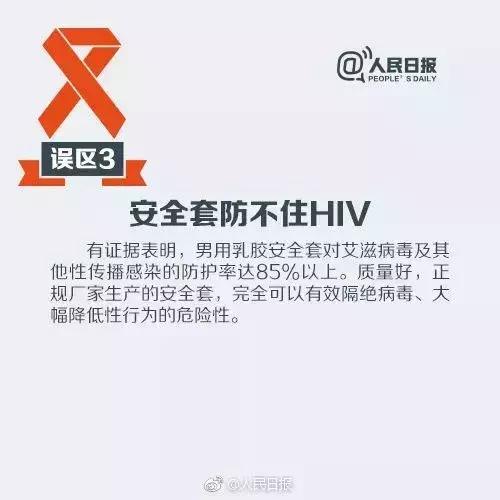 @人民日报
PEOPLE'S DAILY
误区3
安全套防不住HIV
有证据表明，男用乳胶安全套对艾滋病毒及其
他性传播感染的防护率达85%以上。质量好，正
规厂家生产的安全套，完全可以有效隔绝病毒、大
幅降低性行为的危险性。
@人民日报